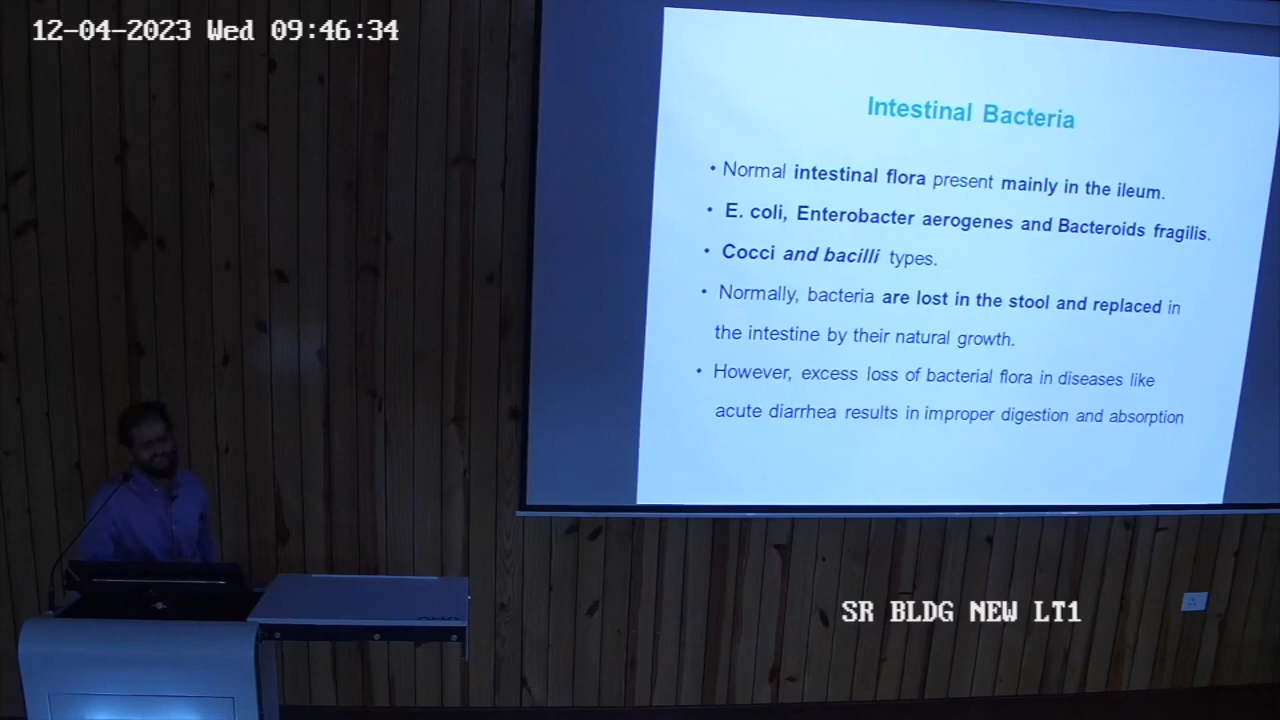 12-04-2023 Wed 09:46:34
Intestinal Bacteria
• Normal intestinal flora present mainly in the ileum.
• E. coli, Enterobacter aerogenes and Bacteroids fragilis.
• Cocci and bacilli types.
• Normally, bacteria are lost in the stool and replaced in
the intestine by their natural growth.
• However, excess loss of bacterial flora in diseases like
acute diarrhea results in improper digestion and absorption
SR BLDG NEW LT1